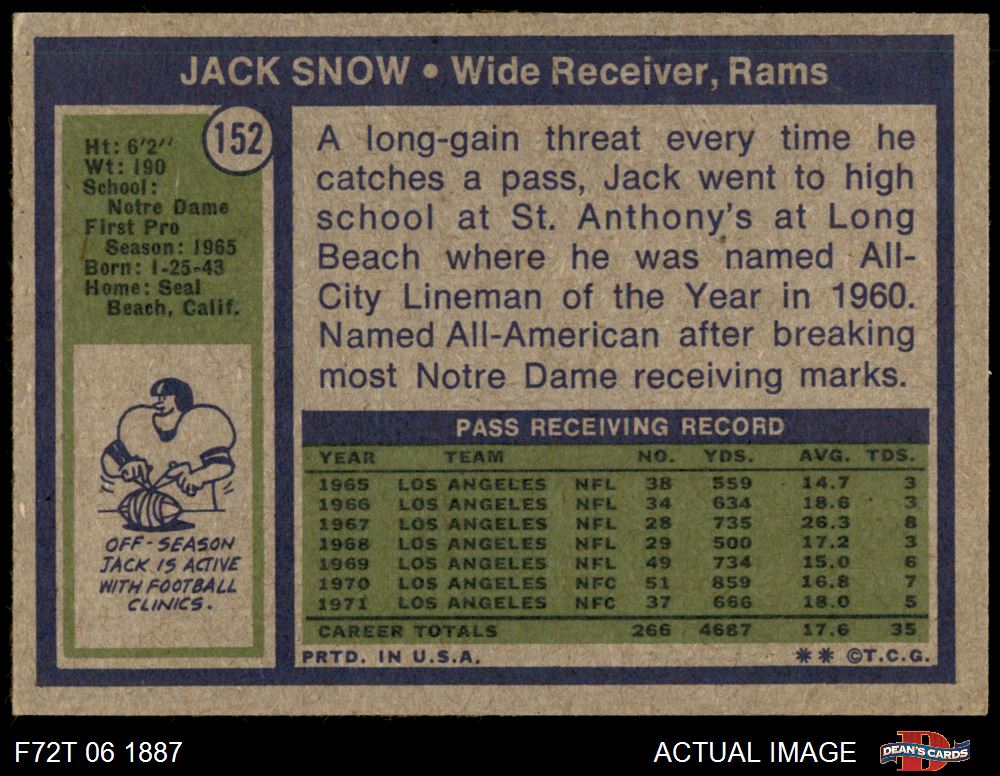 JACK SNOW • Wide Receiver, Rams
152
Ht: 6'2"
Wt: 190
School:
Notre Dame
First Pro
Season: 1965
Born: 1-25-43
Home: Seal
Beach, Calif.
OFF-SEASON
JACK IS ACTIVE
WITH FOOTBALL
CLINICS.
A long-gain threat every time he
catches a pass, Jack went to high
school at St. Anthony's at Long
Beach where he was named All-
City Lineman of the Year in 1960.
Named All-American after breaking
most Notre Dame receiving marks.
PASS RECEIVING RECORD
YEAR TEAM NO. YDS. AVG. TDS.
1965 LOS ANGELES NFL 38 559 14.7 3
1966 LOS ANGELES NFL 34 634 18.6 3
1967 LOS ANGELES NFL 28 735 26.3 8
1968 LOS ANGELES NFL 29 500 17.2 3
1969 LOS ANGELES NFL 49 734 15.0 6
1970 LOS ANGELES NFC 51 859 16.8 7
1971 LOS ANGELES NFC 37 666 18.0 5
CAREER TOTALS 266 4687 17.6 35
PRTD. IN U.S.A. ** ©T.C.G.
F72T 06 1887 ACTUAL IMAGE D DEAN'S CARDS